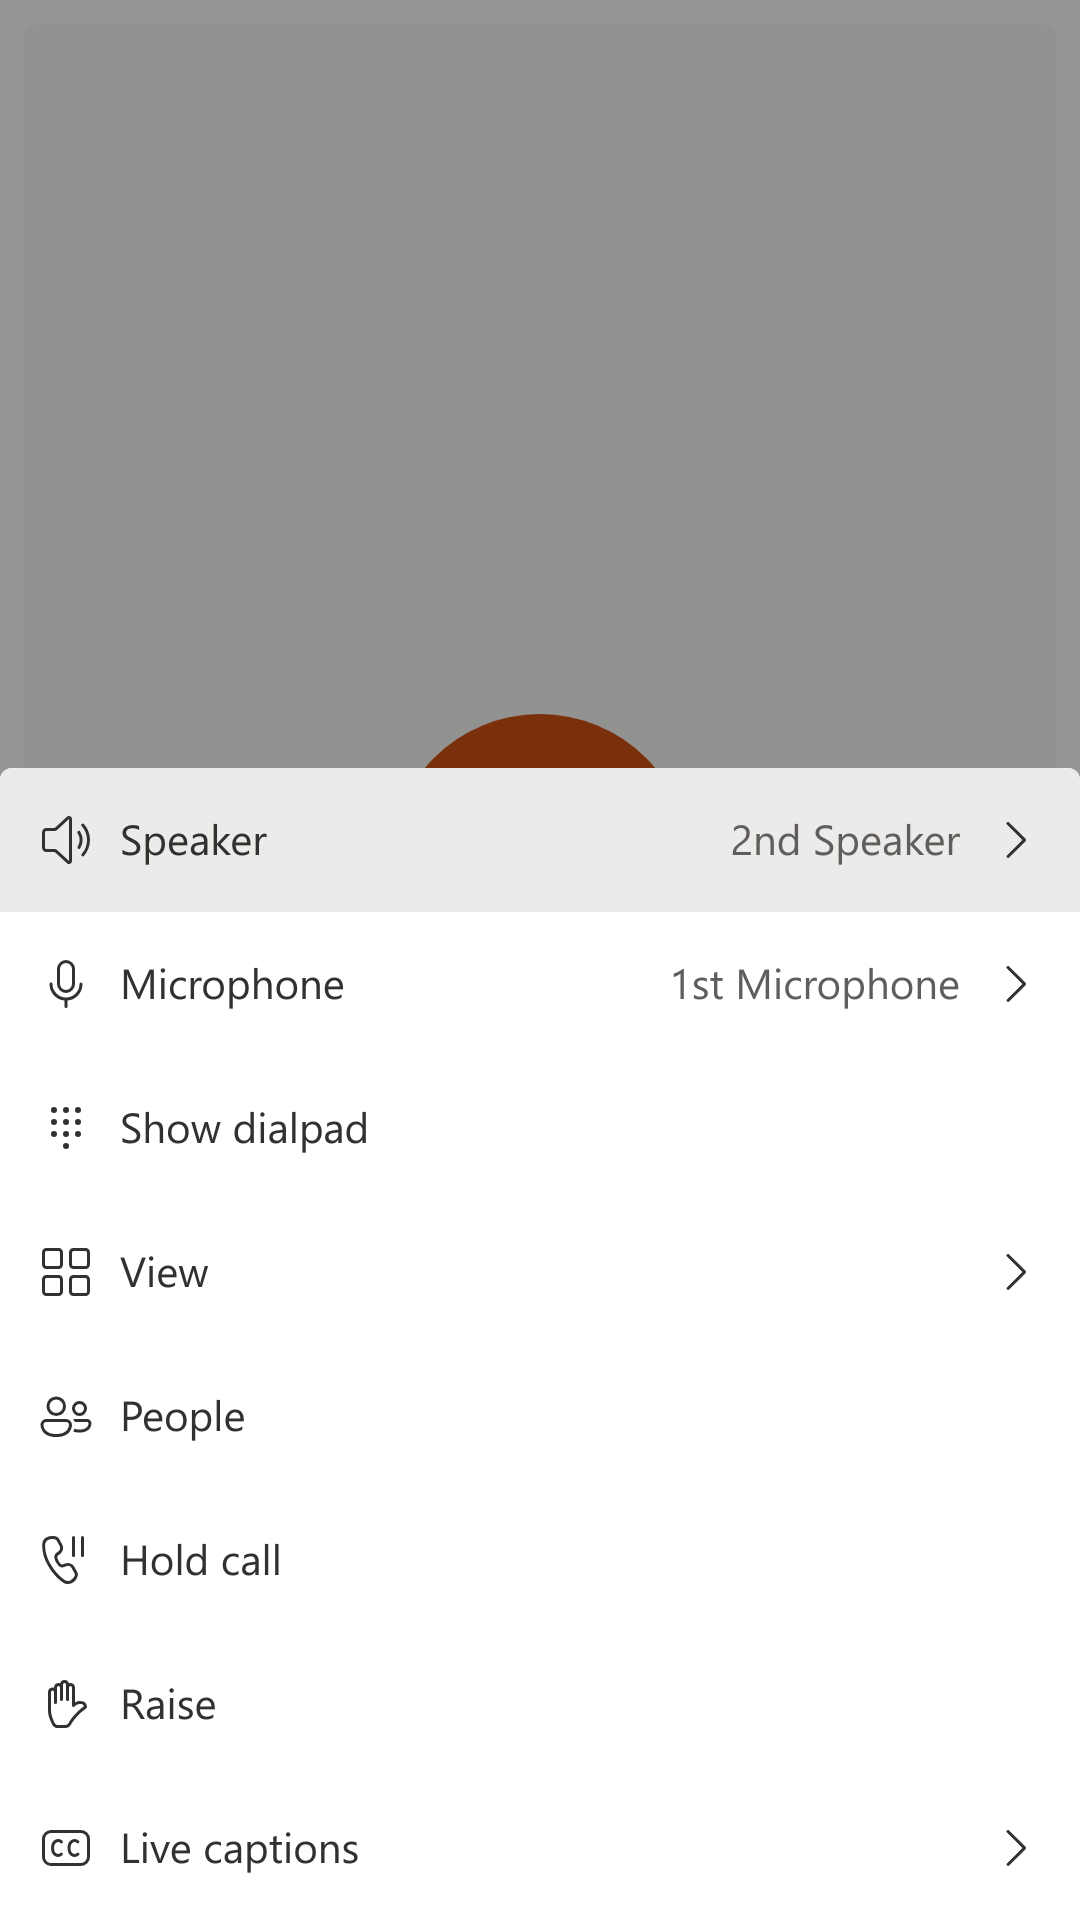 Speaker 2nd Speaker
Microphone 1st Microphone
Show dialpad
View
People
Hold call
Raise
CC Live captions